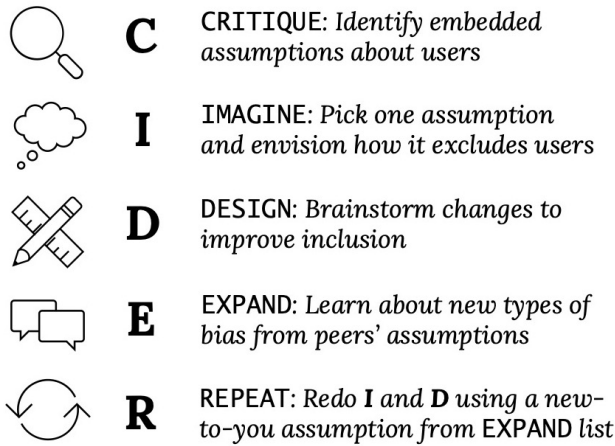 C
CRITIQUE: Identify embedded
assumptions about users
I
IMAGINE: Pick one assumption
and envision how it excludes users
D
DESIGN: Brainstorm changes to
improve inclusion
E
EXPAND: Learn about new types of
bias from peers’ assumptions
R
REPEAT: Redo I and D using a new-
to-you assumption from EXPAND list